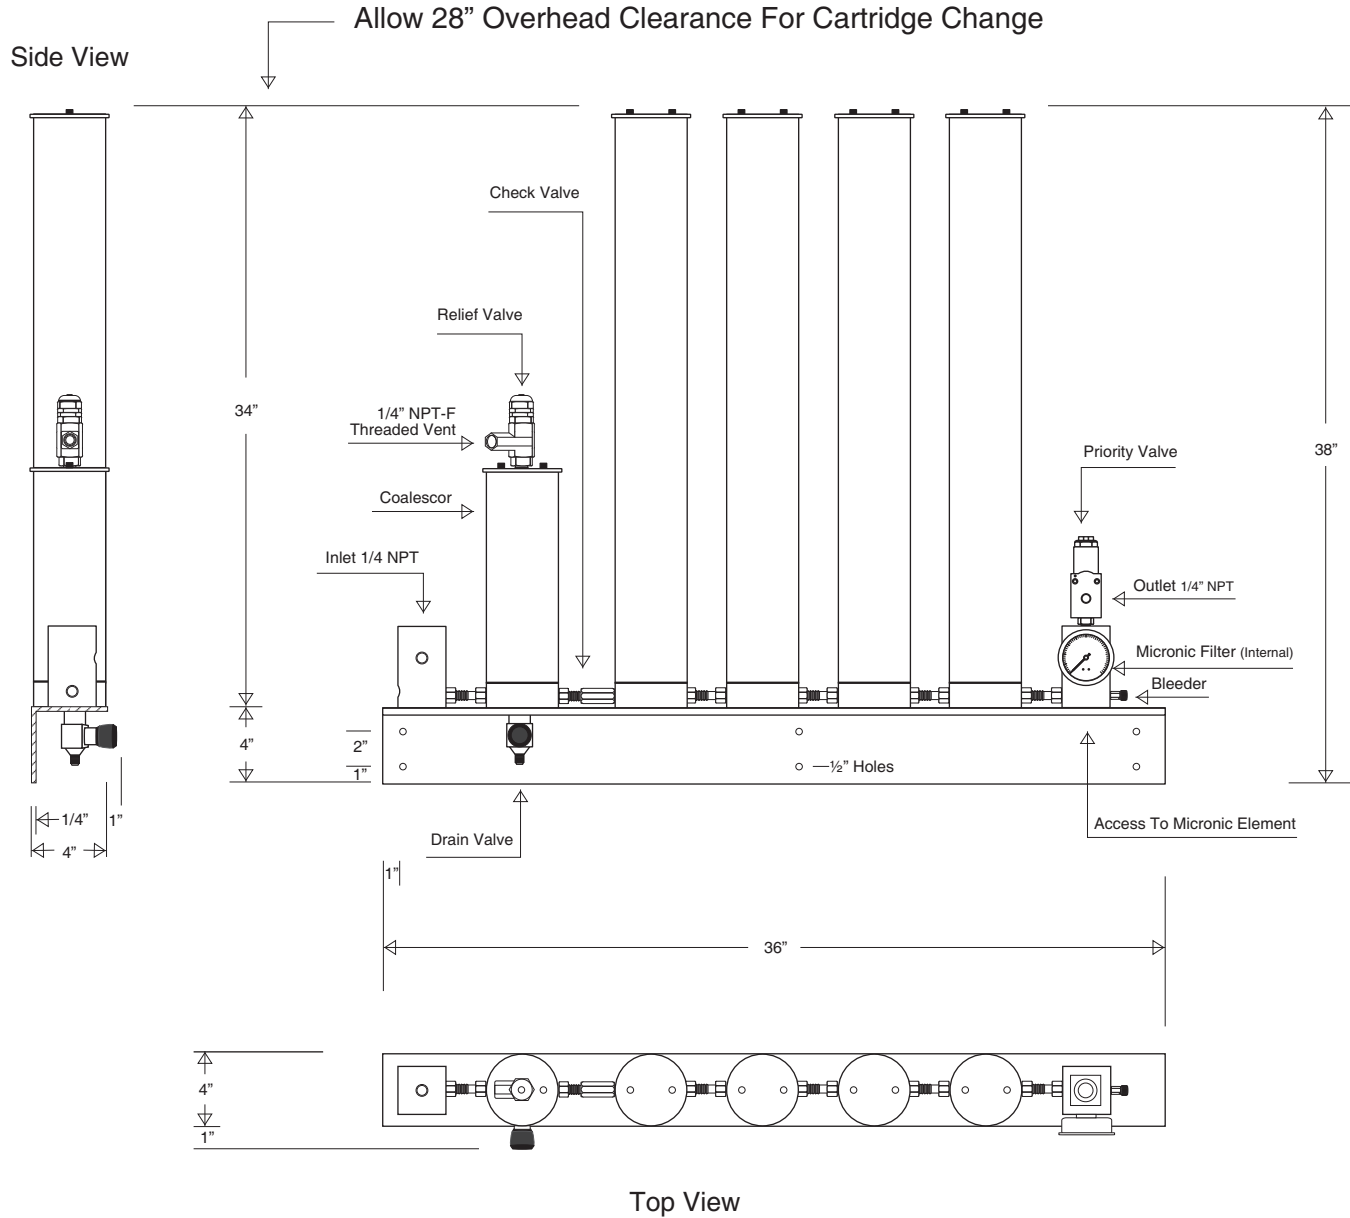 Allow 28” Overhead Clearance For Cartridge Change
Side View
Check Valve
Relief Valve
34”
1/4” NPT-F
Threaded Vent
38”
Priority Valve
Coalescor
Inlet 1/4 NPT
Outlet 1/4” NPT
Micronic Filter (Internal)
Bleeder
4”
2”
1”
½” Holes
1/4”
1”
4”
Drain Valve
Access To Micronic Element
1”
36”
4”
1”
Top View